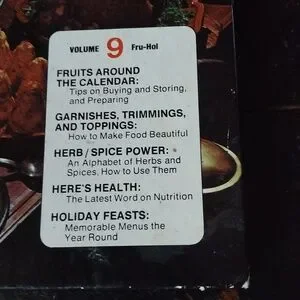 VOLUME 9 Fru-Hol
FRUITS AROUND
THE CALENDAR:
Tips on Buying and Storing,
and Preparing
GARNISHES, TRIMMINGS,
AND TOPPINGS:
How to Make Food Beautiful
HERB/SPICE POWER:
An Alphabet of Herbs and
Spices, How to Use Them
HERE'S HEALTH:
The Latest Word on Nutrition
HOLIDAY FEASTS:
Memorable Menus the
Year Round